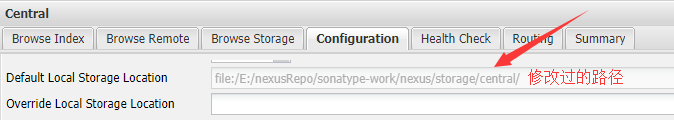 Central
Browse Index Browse Remote Browse Storage Configuration Health Check Routing Summary
Default Local Storage Location file:/E:/nexusRepo/sonatype-work/nexus/storage/central/ 修改过的路径
Override Local Storage Location